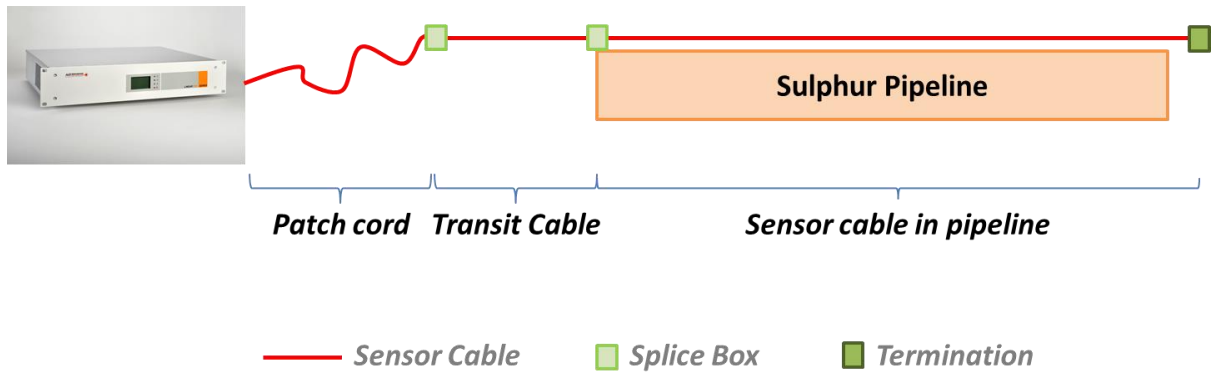 Sulphur Pipeline
Patch cord
Transit Cable
Sensor cable in pipeline
Sensor Cable
Splice Box
Termination